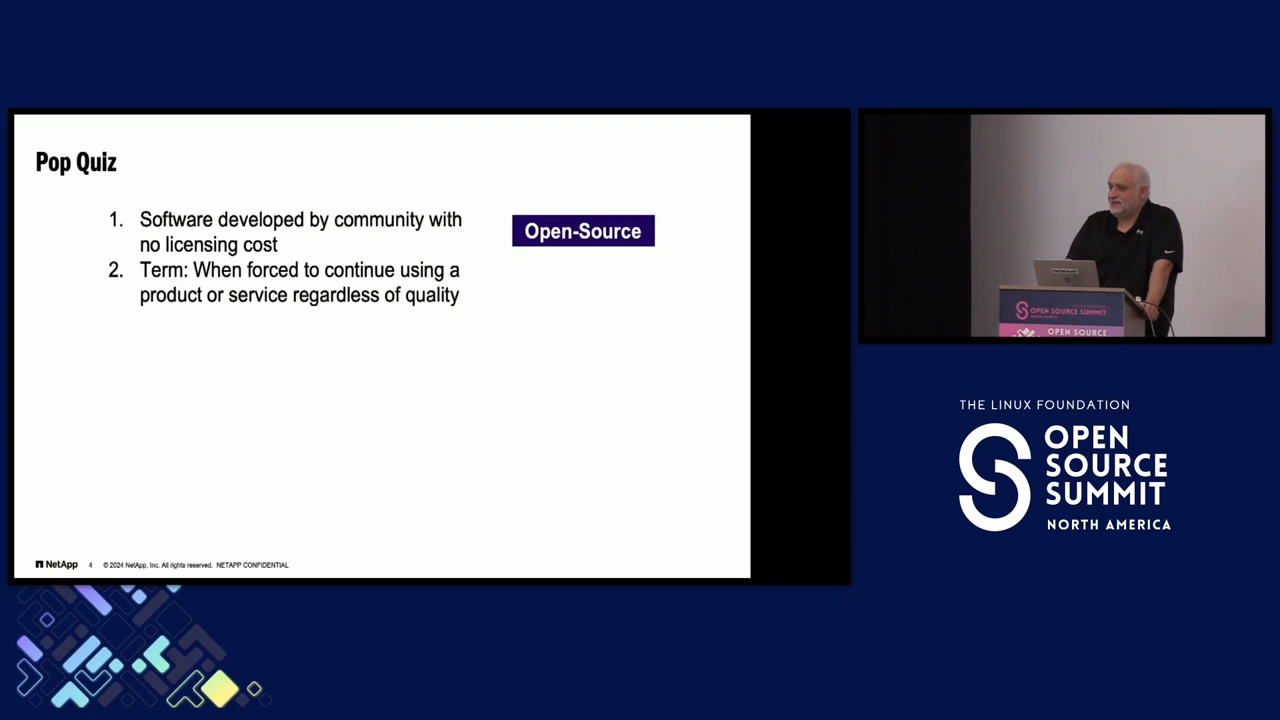 Pop Quiz
1. Software developed by community with
no licensing cost
2. Term: When forced to continue using a
product or service regardless of quality
Open-Source
NetApp 4 © 2024 NetApp, Inc. All rights reserved. NETAPP CONFIDENTIAL
OPEN SOURCE SUMMIT
OPEN SOURCE
THE LINUX FOUNDATION
OPEN
SOURCE
SUMMIT
NORTH AMERICA